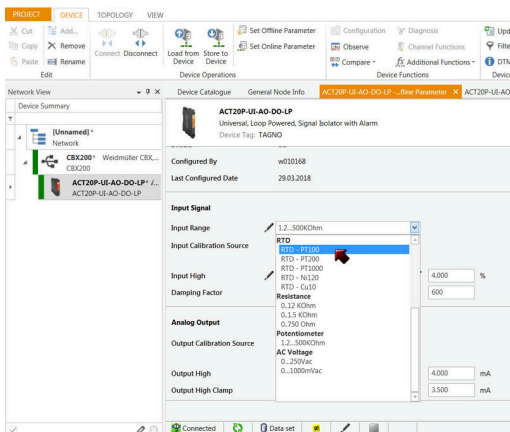 PROJECT DEVICE TOPOLOGY VIEW
Cut Add... Set Offline Parameter Configuration Diagnosis Upd
Copy Remove Connect Disconnect Load from Store to Set Online Parameter Observe Channel Functions Filte
Paste Rename Device Device Compare Additional Functions DTM
Edit Device Operations Device Functions Device
Network View Device Catalogue General Node Info ACT20P-UI-AO-DO-LP -...fline Parameter ACT20P-UI-AO
Device Summary
[Unnamed] *
Network
CBX200* Weidmüller CBX,...
CBX200
ACT20P-UI-AO-DO-LP* /...
ACT20P-UI-AO-DO-LP
ACT20P-UI-AO-DO-LP
Universal, Loop Powered, Signal Isolator with Alarm
Device Tag: TAGNO
Configured By w010168
Last Configured Date 29.03.2018
Input Signal
Input Range 1.2...500KOhm
Input Calibration Source
Input High 4.000 %
Damping Factor 600
RTD
RTD - PT100
RTD - PT200
RTD - PT1000
RTD - Ni120
RTD - Cu10
Resistance
0..12 KOhm
0..1.5 KOhm
0..750 Ohm
Potentiometer
1.2...500KOhm
AC Voltage
0...250Vac
0...1000mVac
Analog Output
Output Calibration Source
Output High 4.000 mA
Output High Clamp 3.500 mA
Connected Data set